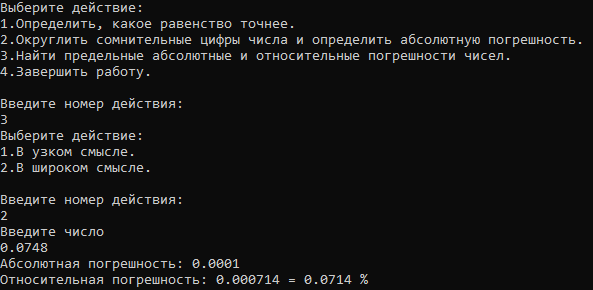 Выберите действие:
1.Определить, какое равенство точнее.
2.Округлить сомнительные цифры числа и определить абсолютную погрешность.
3.Найти предельные абсолютные и относительные погрешности чисел.
4.Завершить работу.
Введите номер действия:
3
Выберите действие:
1.В узком смысле.
2.В широком смысле.
Введите номер действия:
2
Введите число
0.0748
Абсолютная погрешность: 0.0001
Относительная погрешность: 0.000714 = 0.0714 %